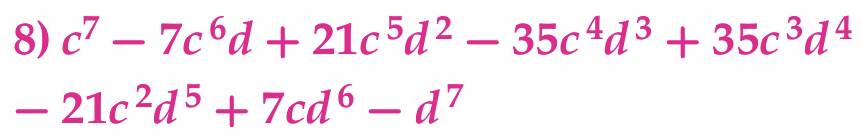 8) c⁷ − 7c⁶d + 21c⁵d² − 35c⁴d³ + 35c³d⁴
− 21c²d⁵ + 7cd⁶ − d⁷